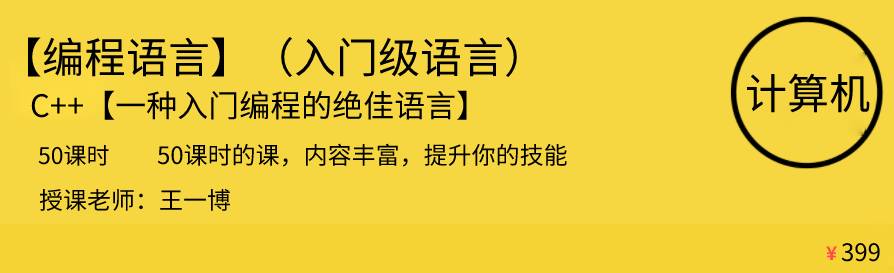 【编程语言】（入门级语言）
C++【一种入门编程的绝佳语言】
计算机
50课时 50课时的课，内容丰富，提升你的技能
授课老师：王一博
¥399